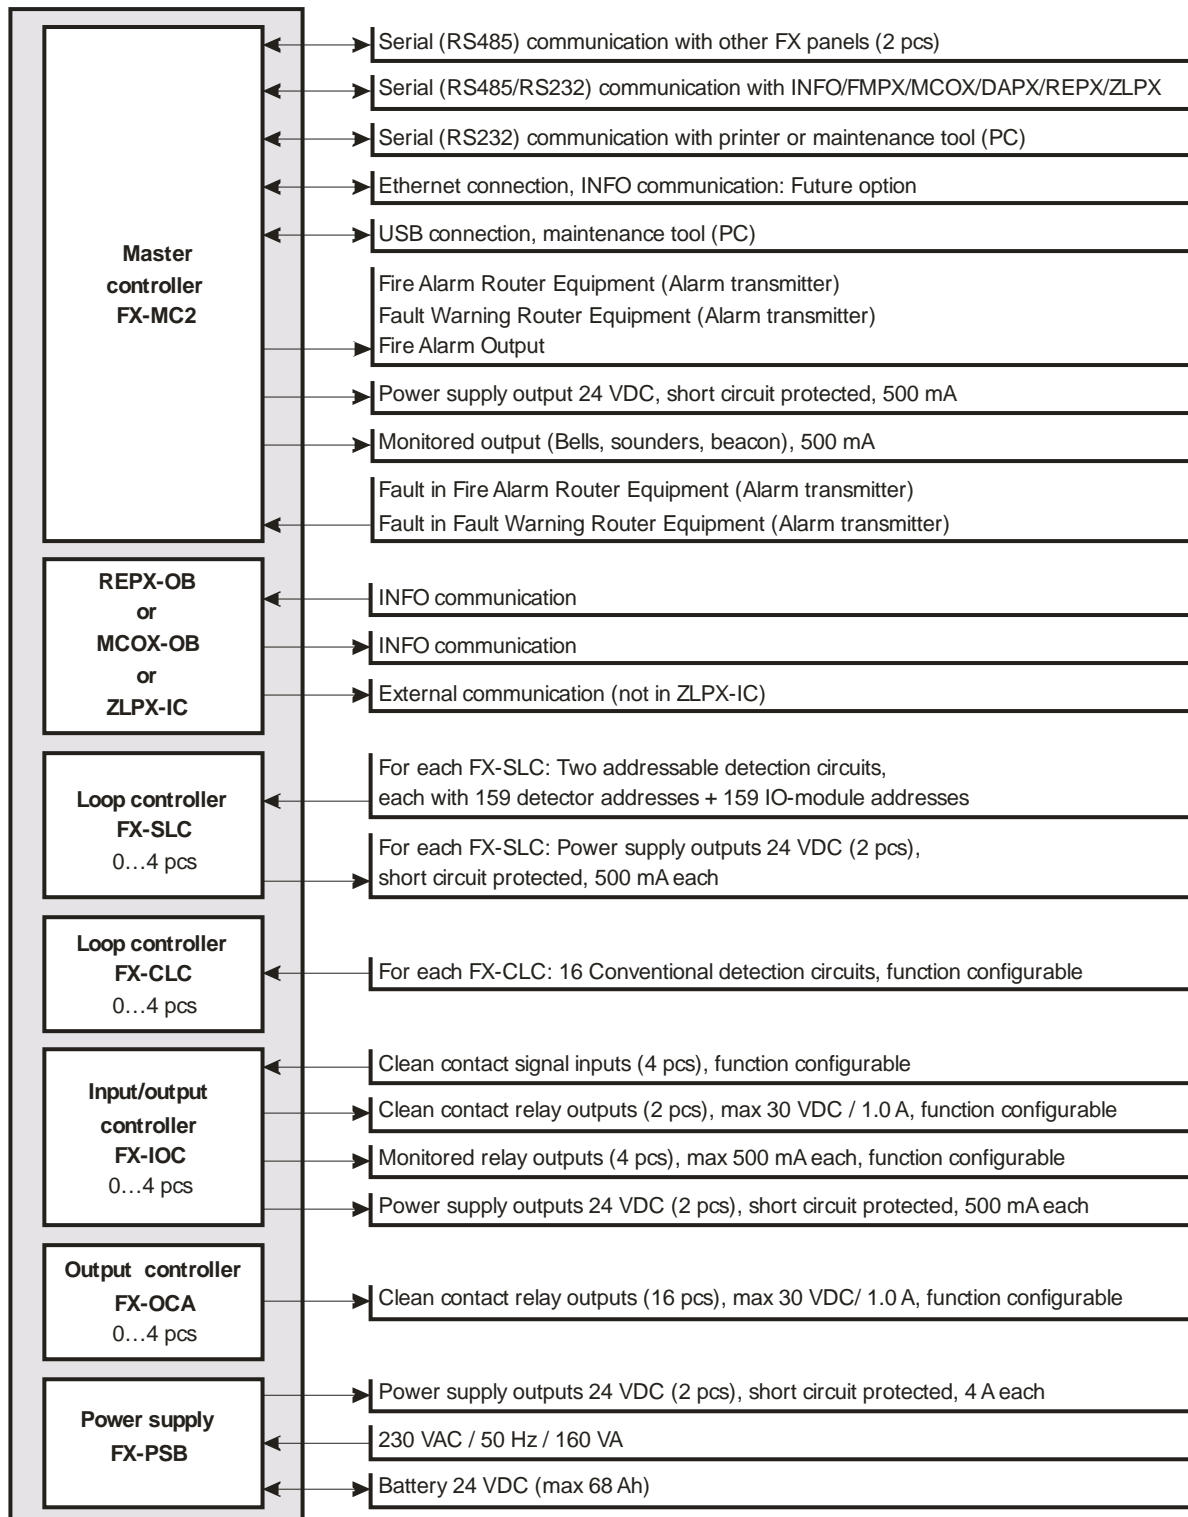 Master
controller
FX-MC2
Serial (RS485) communication with other FX panels (2 pcs)
Serial (RS485/RS232) communication with INFO/FMPX/MCOX/DAPX/REPX/ZLPX
Serial (RS232) communication with printer or maintenance tool (PC)
Ethernet connection, INFO communication: Future option
USB connection, maintenance tool (PC)
Fire Alarm Router Equipment (Alarm transmitter)
Fault Warning Router Equipment (Alarm transmitter)
Fire Alarm Output
Power supply output 24 VDC, short circuit protected, 500 mA
Monitored output (Bells, sounders, beacon), 500 mA
Fault in Fire Alarm Router Equipment (Alarm transmitter)
Fault in Fault Warning Router Equipment (Alarm transmitter)
REPX-OB
or
MCOX-OB
or
ZLPX-IC
INFO communication
INFO communication
External communication (not in ZLPX-IC)
Loop controller
FX-SLC
0…4 pcs
For each FX-SLC: Two addressable detection circuits,
each with 159 detector addresses + 159 IO-module addresses
For each FX-SLC: Power supply outputs 24 VDC (2 pcs),
short circuit protected, 500 mA each
Loop controller
FX-CLC
0…4 pcs
For each FX-CLC: 16 Conventional detection circuits, function configurable
Input/output
controller
FX-IOC
0…4 pcs
Clean contact signal inputs (4 pcs), function configurable
Clean contact relay outputs (2 pcs), max 30 VDC / 1.0 A, function configurable
Monitored relay outputs (4 pcs), max 500 mA each, function configurable
Power supply outputs 24 VDC (2 pcs), short circuit protected, 500 mA each
Output controller
FX-OCA
0…4 pcs
Clean contact relay outputs (16 pcs), max 30 VDC/ 1.0 A, function configurable
Power supply
FX-PSB
Power supply outputs 24 VDC (2 pcs), short circuit protected, 4 A each
230 VAC / 50 Hz / 160 VA
Battery 24 VDC (max 68 Ah)